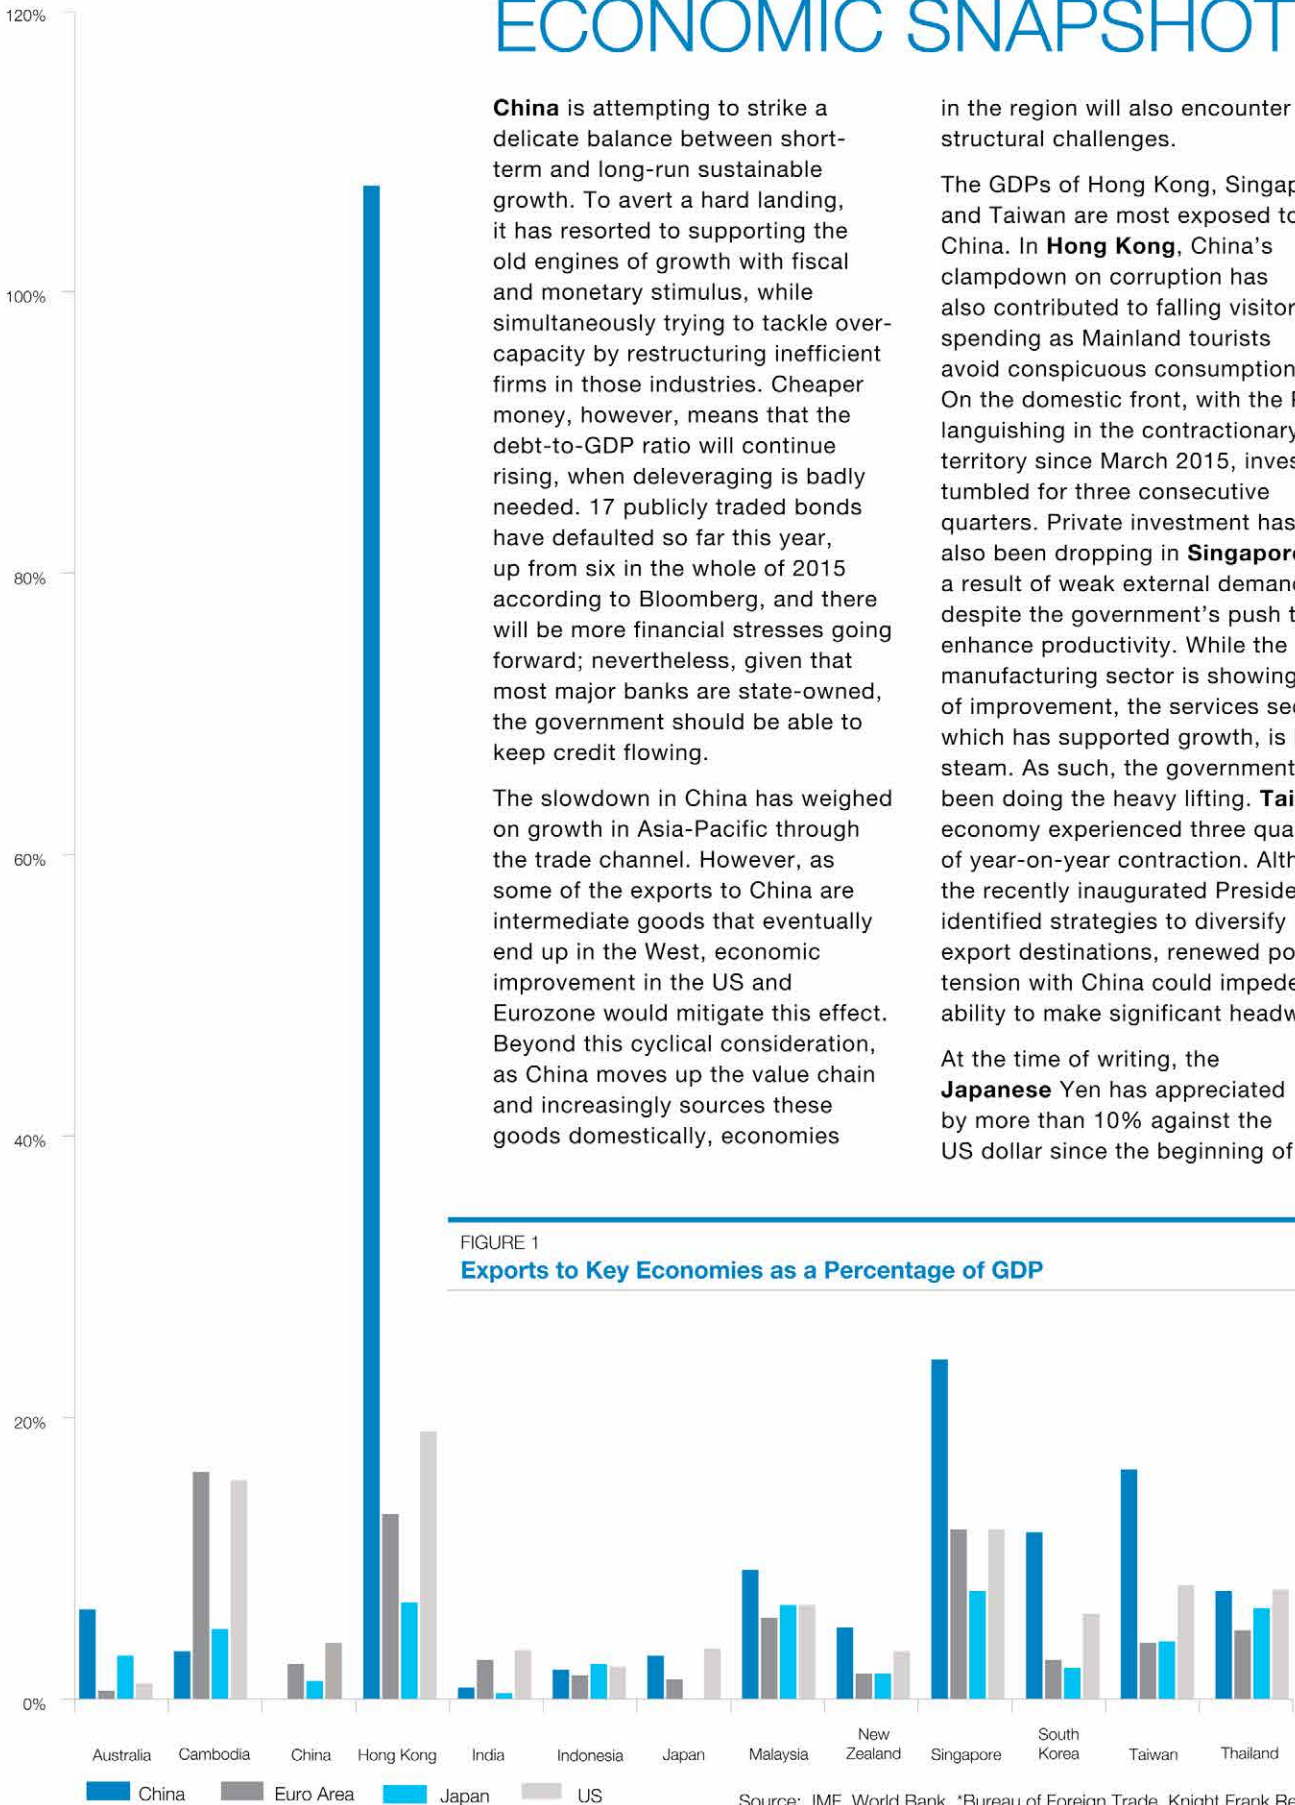 ECONOMIC SNAPSHOT
China is attempting to strike a
delicate balance between short-
term and long-run sustainable
growth. To avert a hard landing,
it has resorted to supporting the
old engines of growth with fiscal
and monetary stimulus, while
simultaneously trying to tackle over-
capacity by restructuring inefficient
firms in those industries. Cheaper
money, however, means that the
debt-to-GDP ratio will continue
rising, when deleveraging is badly
needed. 17 publicly traded bonds
have defaulted so far this year,
up from six in the whole of 2015
according to Bloomberg, and there
will be more financial stresses going
forward; nevertheless, given that
most major banks are state-owned,
the government should be able to
keep credit flowing.
The slowdown in China has weighed
on growth in Asia-Pacific through
the trade channel. However, as
some of the exports to China are
intermediate goods that eventually
end up in the West, economic
improvement in the US and
Eurozone would mitigate this effect.
Beyond this cyclical consideration,
as China moves up the value chain
and increasingly sources these
goods domestically, economies
in the region will also encounter
structural challenges.
The GDPs of Hong Kong, Singap
and Taiwan are most exposed to
China. In Hong Kong, China's
clampdown on corruption has
also contributed to falling visitor
spending as Mainland tourists
avoid conspicuous consumption
On the domestic front, with the
languishing in the contractionary
territory since March 2015, inves
tumbled for three consecutive
quarters. Private investment has
also been dropping in Singapore
a result of weak external demand
despite the government's push t
enhance productivity. While the
manufacturing sector is showing
of improvement, the services sec
which has supported growth, is
steam. As such, the government
been doing the heavy lifting. Tai
economy experienced three qua
of year-on-year contraction. Alth
the recently inaugurated Preside
identified strategies to diversify
export destinations, renewed po
tension with China could impede
ability to make significant headw
At the time of writing, the
Japanese Yen has appreciated
by more than 10% against the
US dollar since the beginning of
FIGURE 1
Exports to Key Economies as a Percentage of GDP
120%
100%
80%
60%
40%
20%
0%
Australia
Cambodia
China
Hong Kong
India
Indonesia
Japan
Malaysia
New
Zealand
Singapore
South
Korea
Taiwan
Thailand
China
Euro Area
Japan
US
Source: IMF, World Bank, *Bureau of Foreign Trade, Knight Frank Re